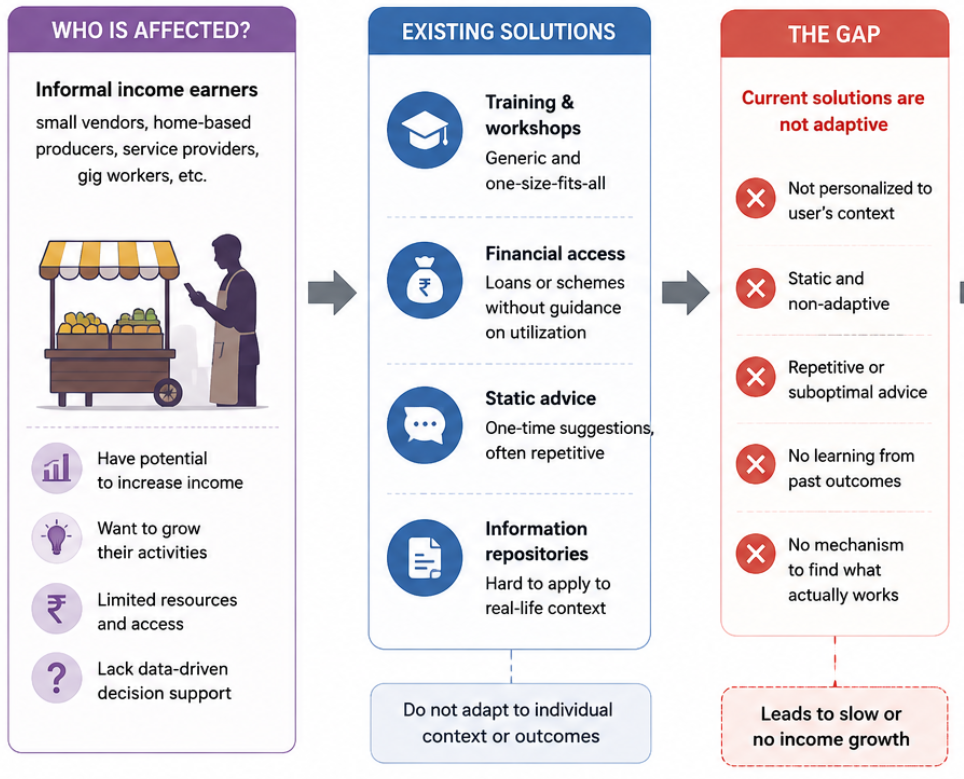 WHO IS AFFECTED?
Informal income earners
small vendors, home-based
producers, service providers,
gig workers, etc.
Have potential
to increase income
Want to grow
their activities
₹
Limited resources
and access
?
Lack data-driven
decision support
EXISTING SOLUTIONS
Training &
workshops
Generic and
one-size-fits-all
₹
Financial access
Loans or schemes
without guidance
on utilization
Static advice
One-time suggestions,
often repetitive
Information
repositories
Hard to apply to
real-life context
Do not adapt to individual
context or outcomes
THE GAP
Current solutions are
not adaptive
Not personalized to
user's context
Static and
non-adaptive
Repetitive or
suboptimal advice
No learning from
past outcomes
No mechanism
to find what
actually works
Leads to slow or
no income growth